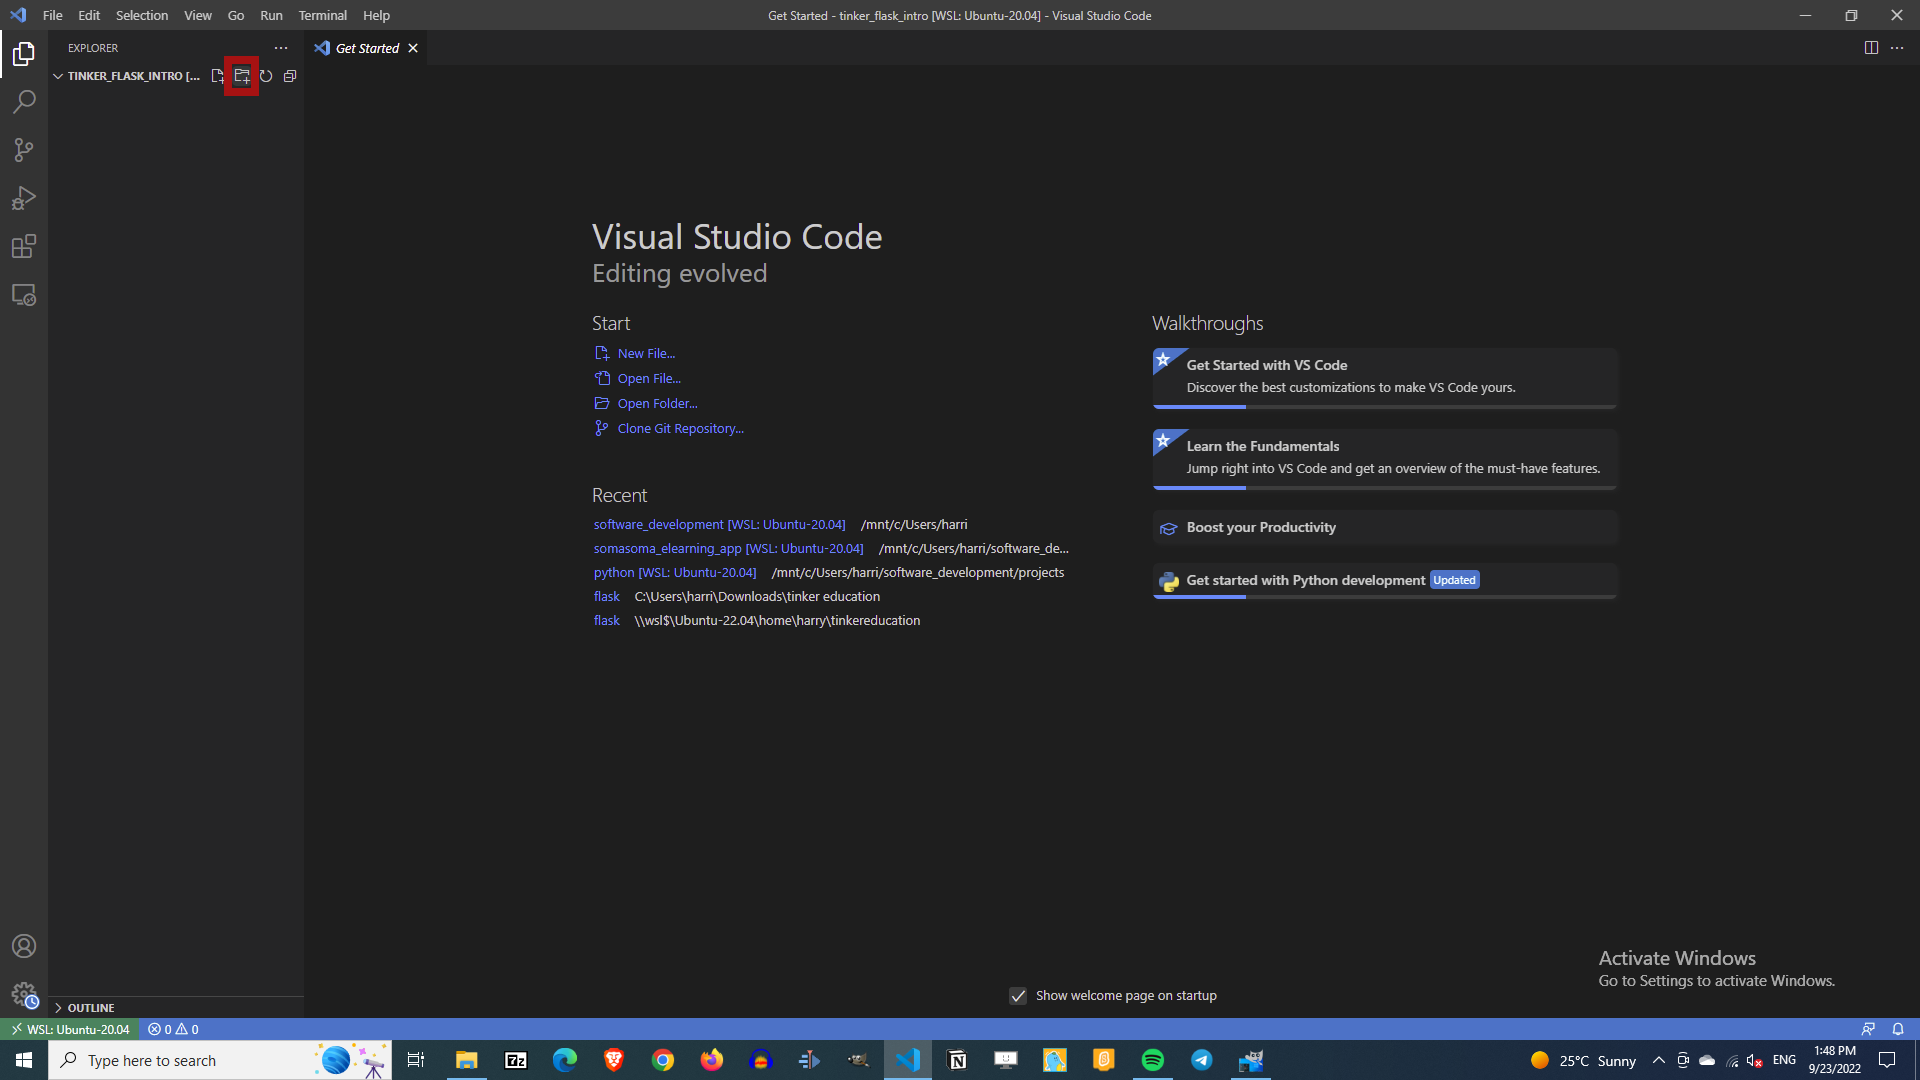 File Edit Selection View Go Run Terminal Help
Get Started - tinker_flask_intro [WSL: Ubuntu-20.04] - Visual Studio Code
EXPLORER
Get Started
TINKER_FLASK_INTRO [...
Visual Studio Code
Editing evolved
Start
New File...
Open File...
Open Folder...
Clone Git Repository...
Recent
software_development [WSL: Ubuntu-20.04] /mnt/c/Users/harri
somasoma_elearning_app [WSL: Ubuntu-20.04] /mnt/c/Users/harri/software_de...
python [WSL: Ubuntu-20.04] /mnt/c/Users/harri/software_development/projects
flask C:\Users\harri\Downloads\tinker education
flask \\wsl$\Ubuntu-22.04\home\harry\tinkereducation
Walkthroughs
Get Started with VS Code
Discover the best customizations to make VS Code yours.
Learn the Fundamentals
Jump right into VS Code and get an overview of the must-have features.
Boost your Productivity
Get started with Python development Updated
Activate Windows
Go to Settings to activate Windows.
Show welcome page on startup
OUTLINE
WSL: Ubuntu-20.04 0 0
Type here to search
7z
25°C Sunny
ENG
1:48 PM
9/23/2022